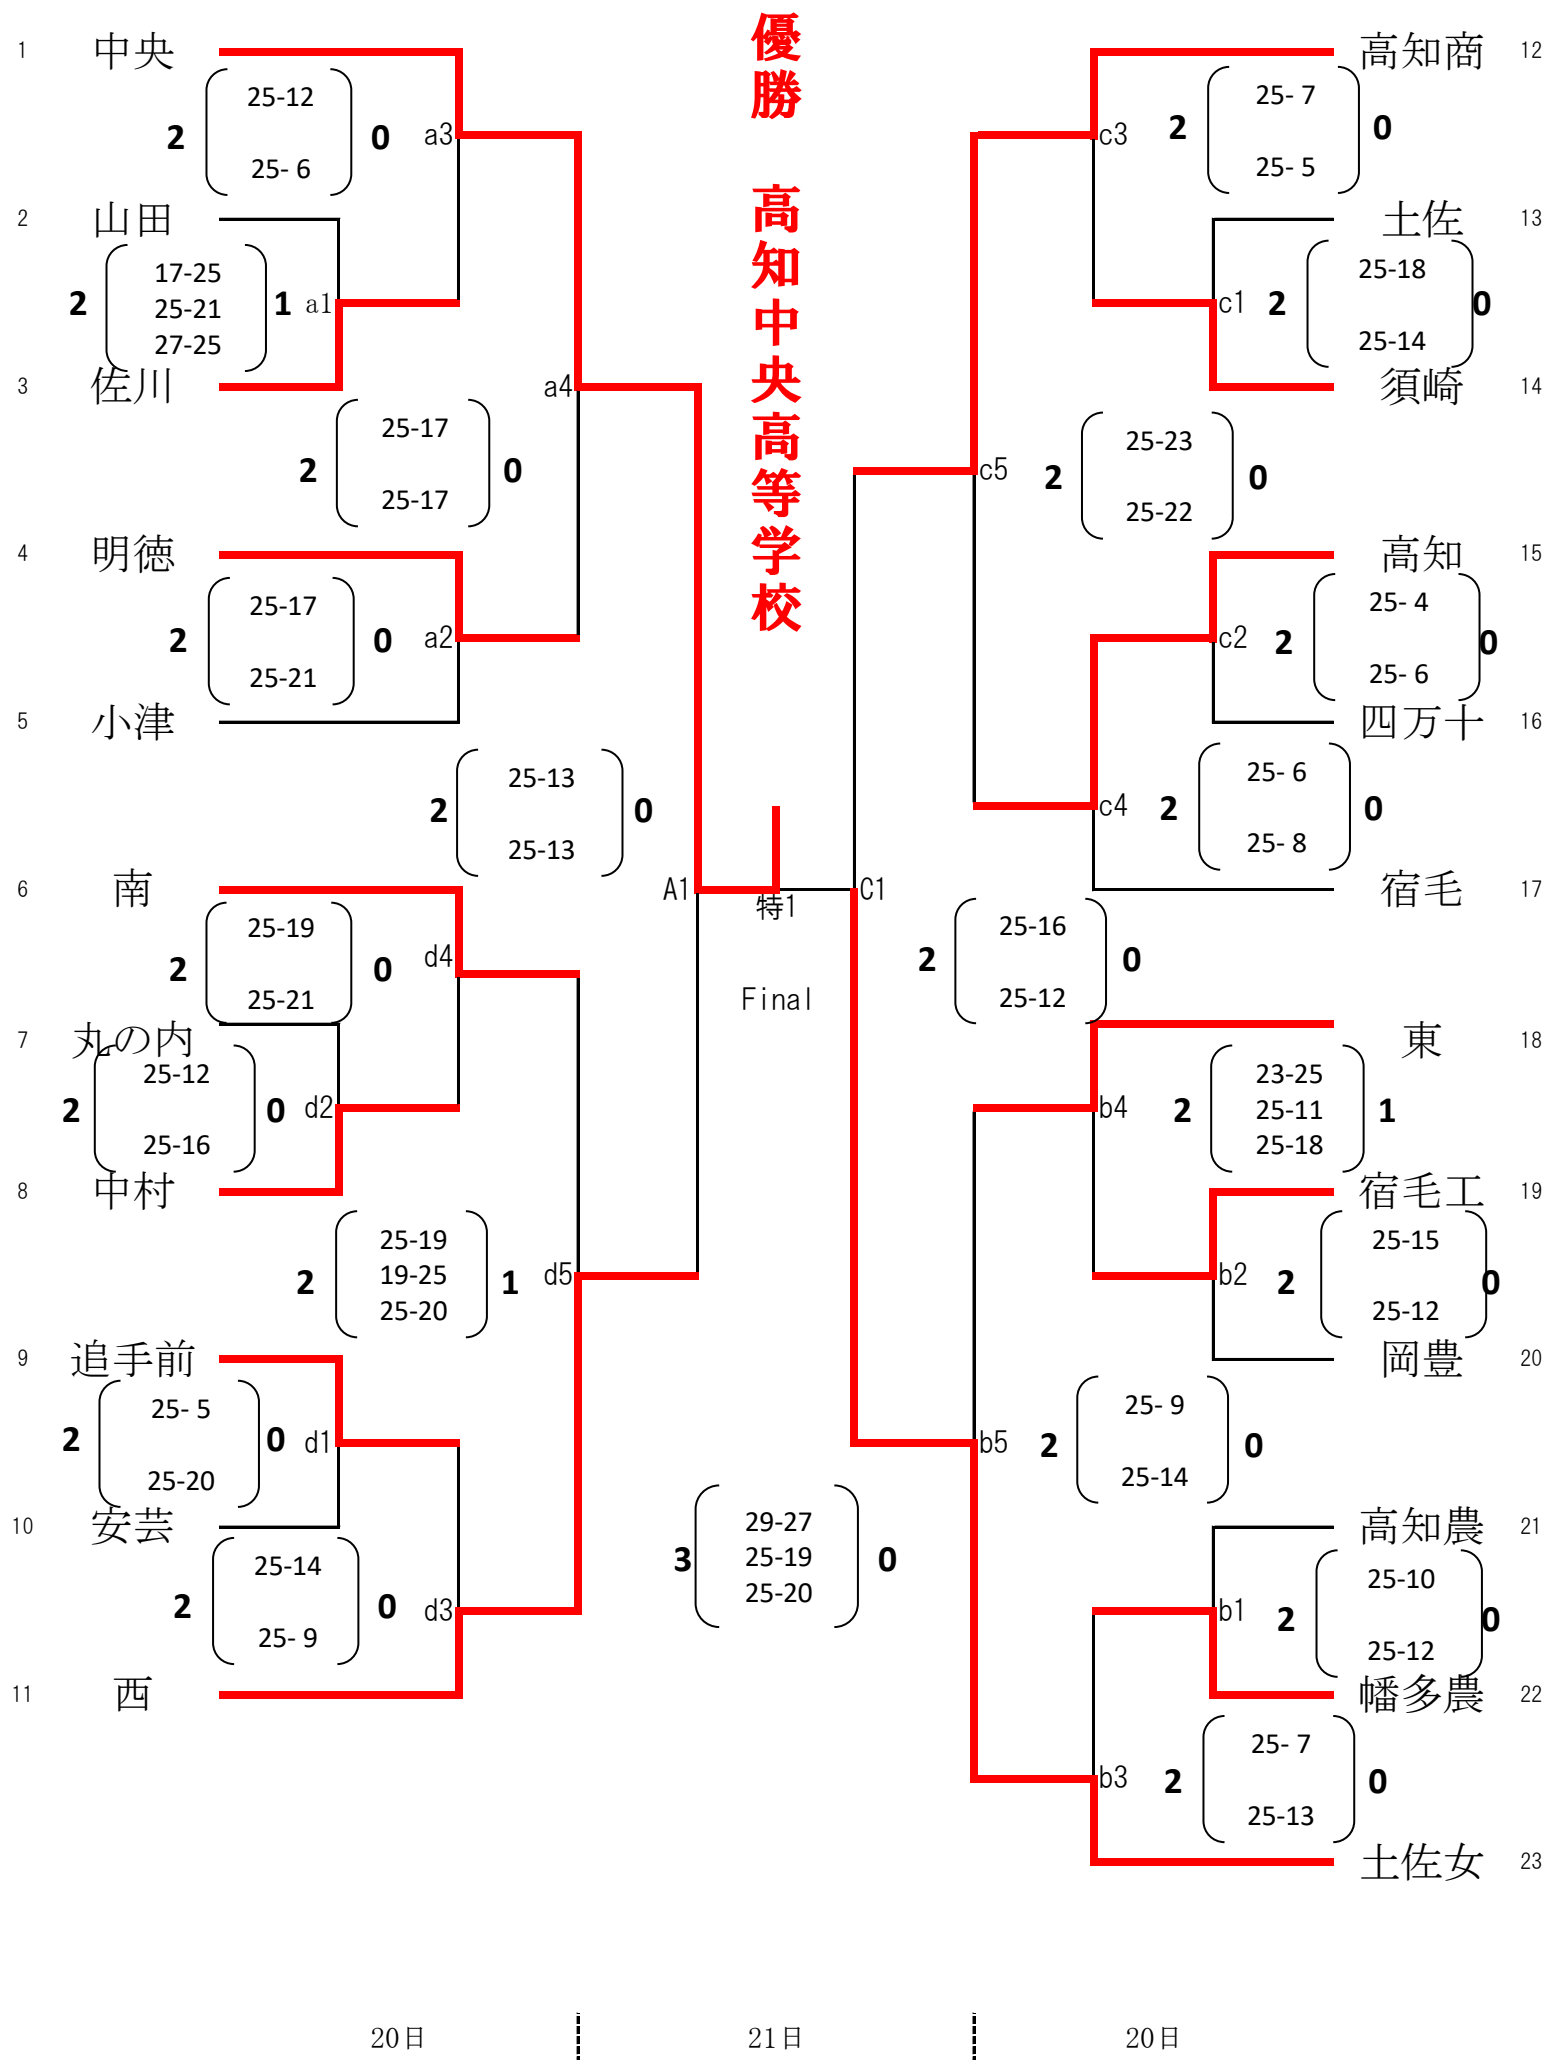 優勝 高知中央高等学校
1 中央
25-12
2 0 a3
25- 6
2 山田
17-25
2 25-21 1 a1
27-25
3 佐川
a4
25-17
2 0
25-17
4 明徳
25-17
2 0 a2
25-21
5 小津
25-13
2 0
25-13
A1
6 南
25-19
2 0 d4
25-21
7 丸の内
25-12
2 0 d2
25-16
8 中村
25-19
2 19-25 1 d5
25-20
9 追手前
25- 5
2 0 d1
25-20
10 安芸
25-14
2 0 d3
25- 9
11 西
特1
Final
29-27
3 25-19 0
25-20
高知商 12
25- 7
c3 2 0
25- 5
土佐 13
25-18
c1 2 0
25-14
須崎 14
25-23
c5 2 0
25-22
高知 15
25- 4
c2 2 0
25- 6
四万十 16
25- 6
c4 2 0
25- 8
宿毛 17
C1
25-16
2 0
25-12
東 18
23-25
b4 2 25-11 1
25-18
宿毛工 19
25-15
b2 2 0
25-12
岡豊 20
25- 9
b5 2 0
25-14
高知農 21
25-10
b1 2 0
25-12
幡多農 22
25- 7
b3 2 0
25-13
土佐女 23
20日 21日 20日